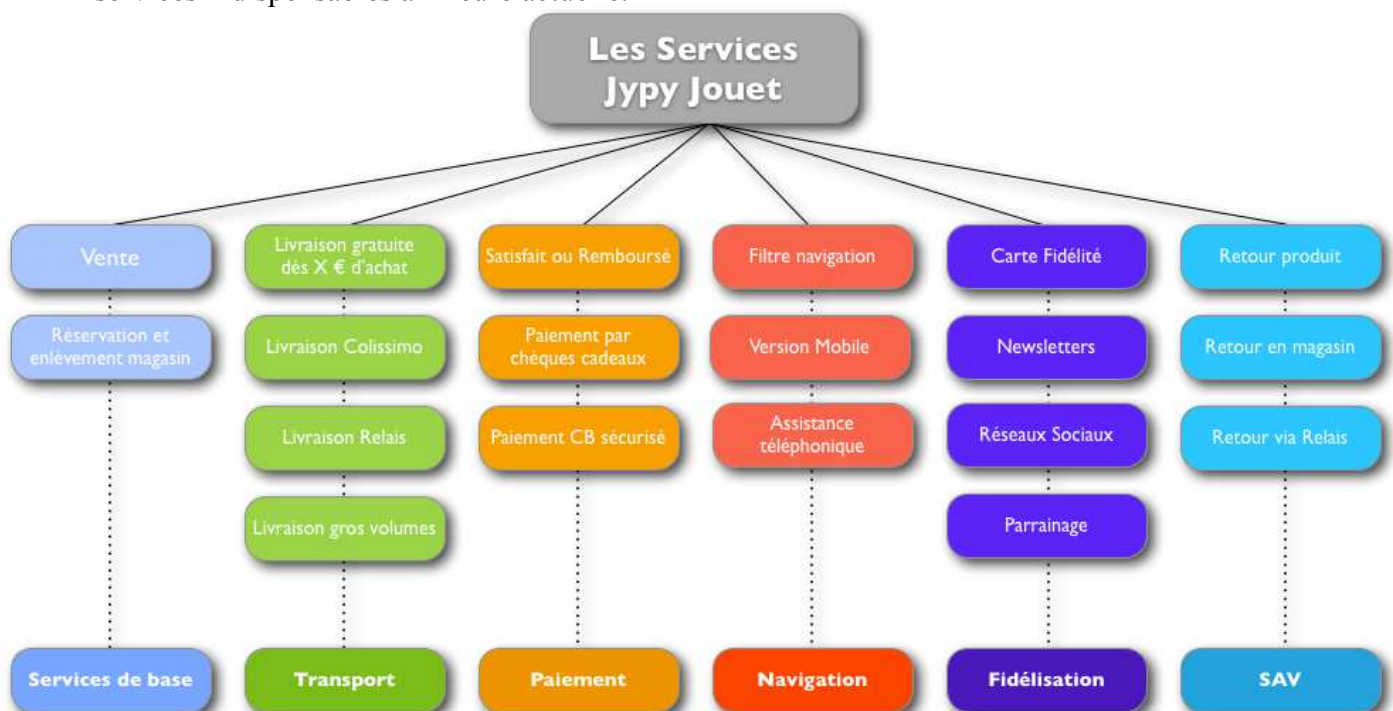 Les Services
Jypy Jouet
Vente
Réservation et
enlèvement magasin
Services de base
Livraison gratuite
dès X € d'achat
Livraison Colissimo
Livraison Relais
Livraison gros volumes
Transport
Satisfait ou Remboursé
Paiement par
chèques cadeaux
Paiement CB sécurisé
Paiement
Filtre navigation
Version Mobile
Assistance
téléphonique
Navigation
Carte Fidélité
Newsletters
Réseaux Sociaux
Parrainage
Fidélisation
Retour produit
Retour en magasin
Retour via Relais
SAV